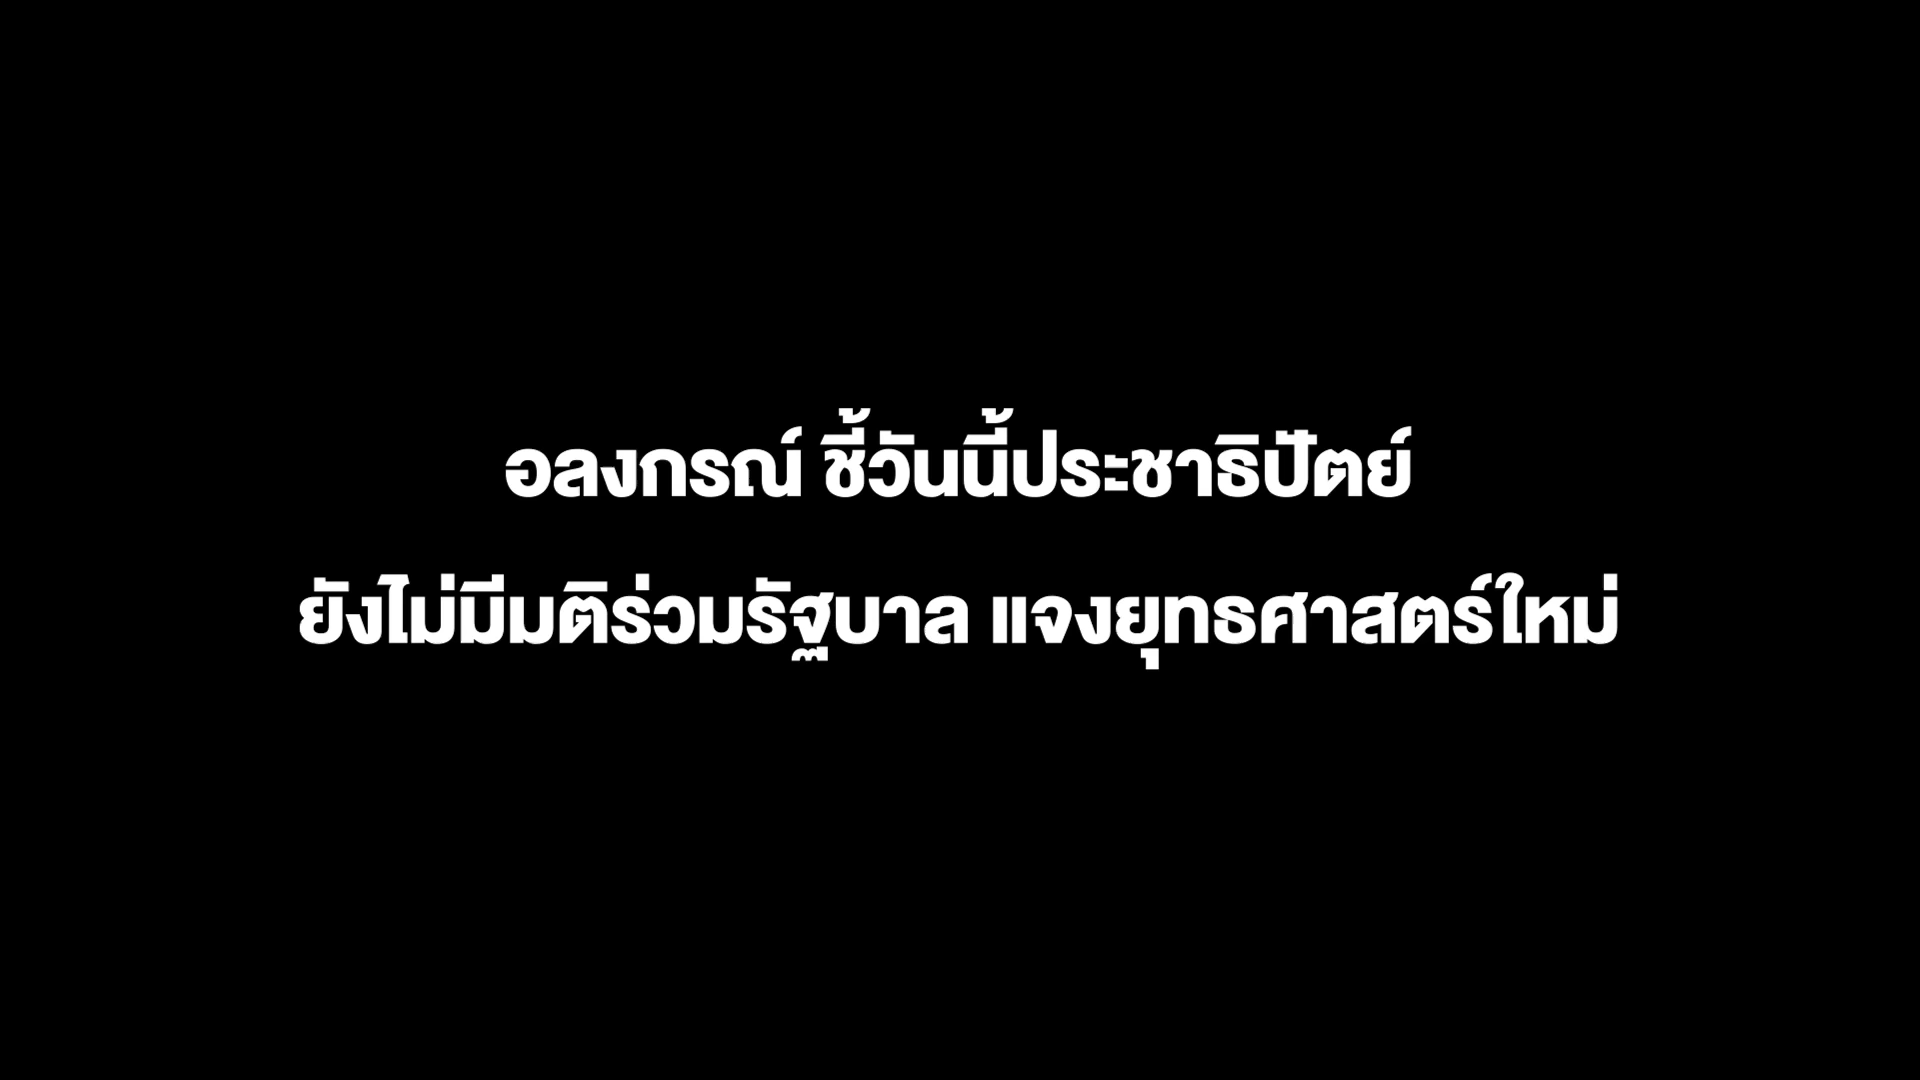 อลงกรณ์ ชี้วันนี้ประชาธิปัตย์
ยังไม่มีมติร่วมรัฐบาล แจงยุทธศาสตร์ใหม่